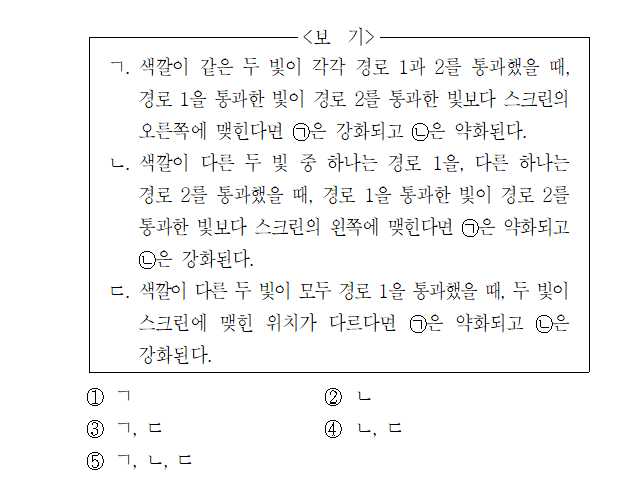 <보 기>
ㄱ. 색깔이 같은 두 빛이 각각 경로 1과 2를 통과했을 때,
경로 1을 통과한 빛이 경로 2를 통과한 빛보다 스크린의
오른쪽에 맺힌다면 ㉠은 강화되고 ㉡은 약화된다.
ㄴ. 색깔이 다른 두 빛 중 하나는 경로 1을, 다른 하나는
경로 2를 통과했을 때, 경로 1을 통과한 빛이 경로 2를
통과한 빛보다 스크린의 왼쪽에 맺힌다면 ㉠은 약화되고
㉡은 강화된다.
ㄷ. 색깔이 다른 두 빛이 모두 경로 1을 통과했을 때, 두 빛이
스크린에 맺힌 위치가 다르다면 ㉠은 약화되고 ㉡은
강화된다.
① ㄱ ② ㄴ
③ ㄱ, ㄷ ④ ㄴ, ㄷ
⑤ ㄱ, ㄴ, ㄷ